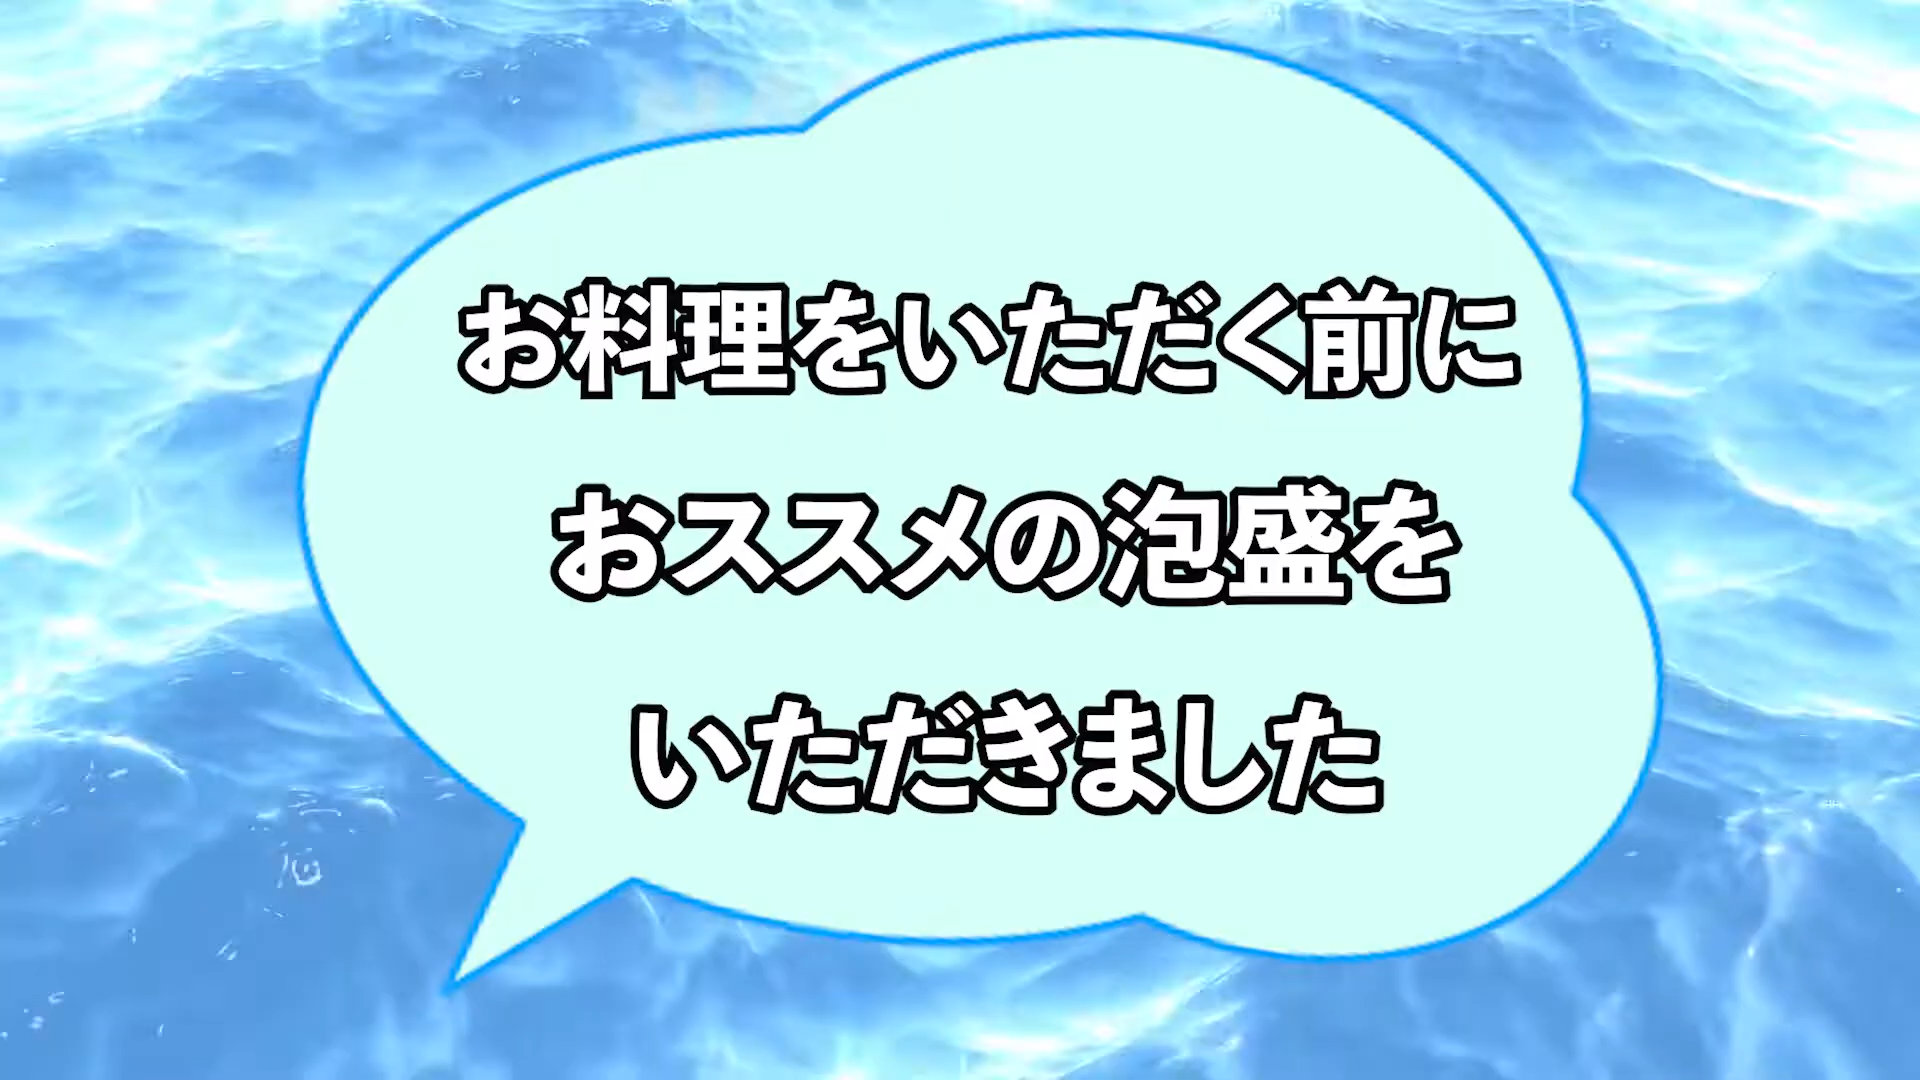 お料理をいただく前に
おススメの泡盛を
いただきました